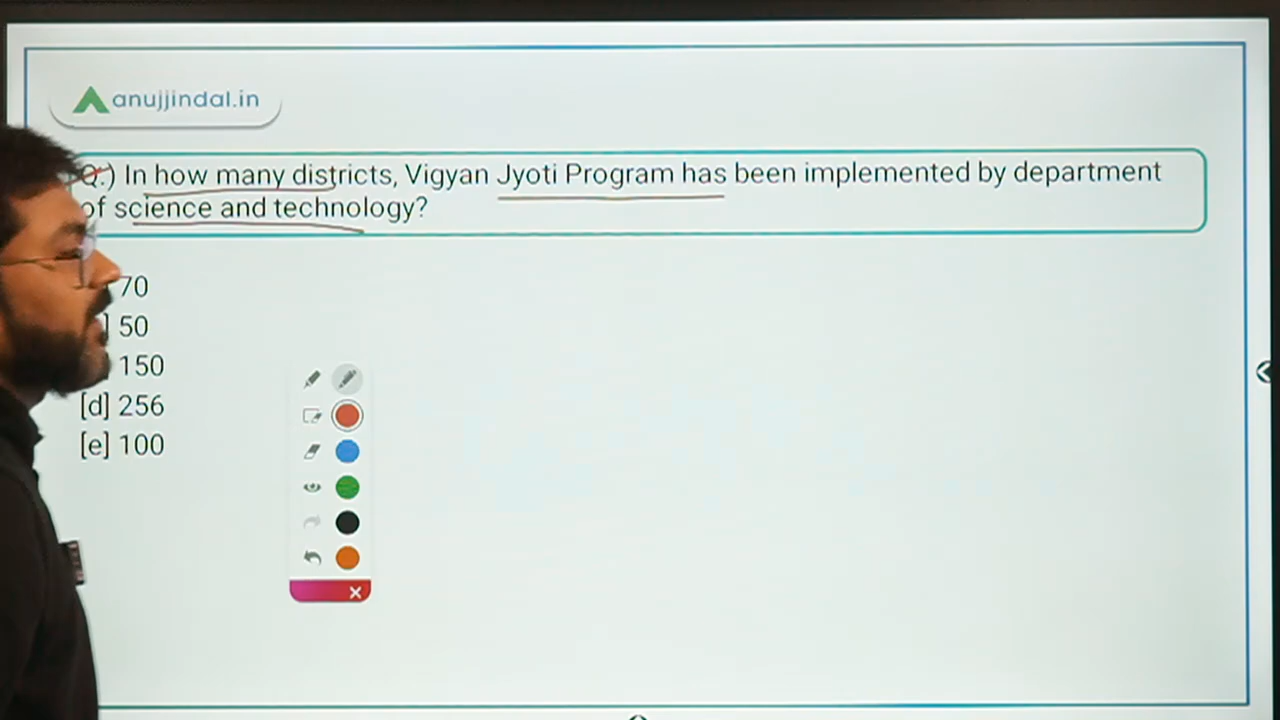 anujjindal.in
Q.) In how many districts, Vigyan Jyoti Program has been implemented by department
of science and technology?
70
] 50
150
[d] 256
[e] 100